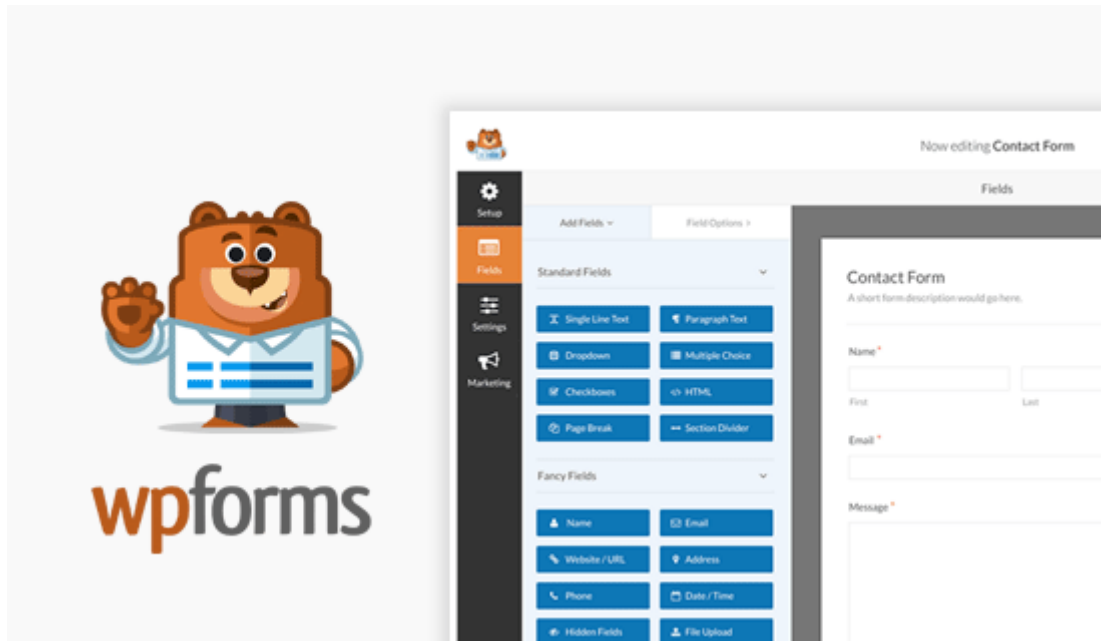 wpforms
Now editing Contact Form
Fields
Setup
Fields
Settings
Marketing
Add Fields
Field Options
Standard Fields
Single Line Text
Paragraph Text
Dropdown
Multiple Choice
Checkboxes
HTML
Page Break
Section Divider
Fancy Fields
Name
Email
Website / URL
Address
Phone
Date / Time
Hidden Fields
File Upload
Contact Form
A short form description would go here.
Name *
First
Last
Email *
Message *